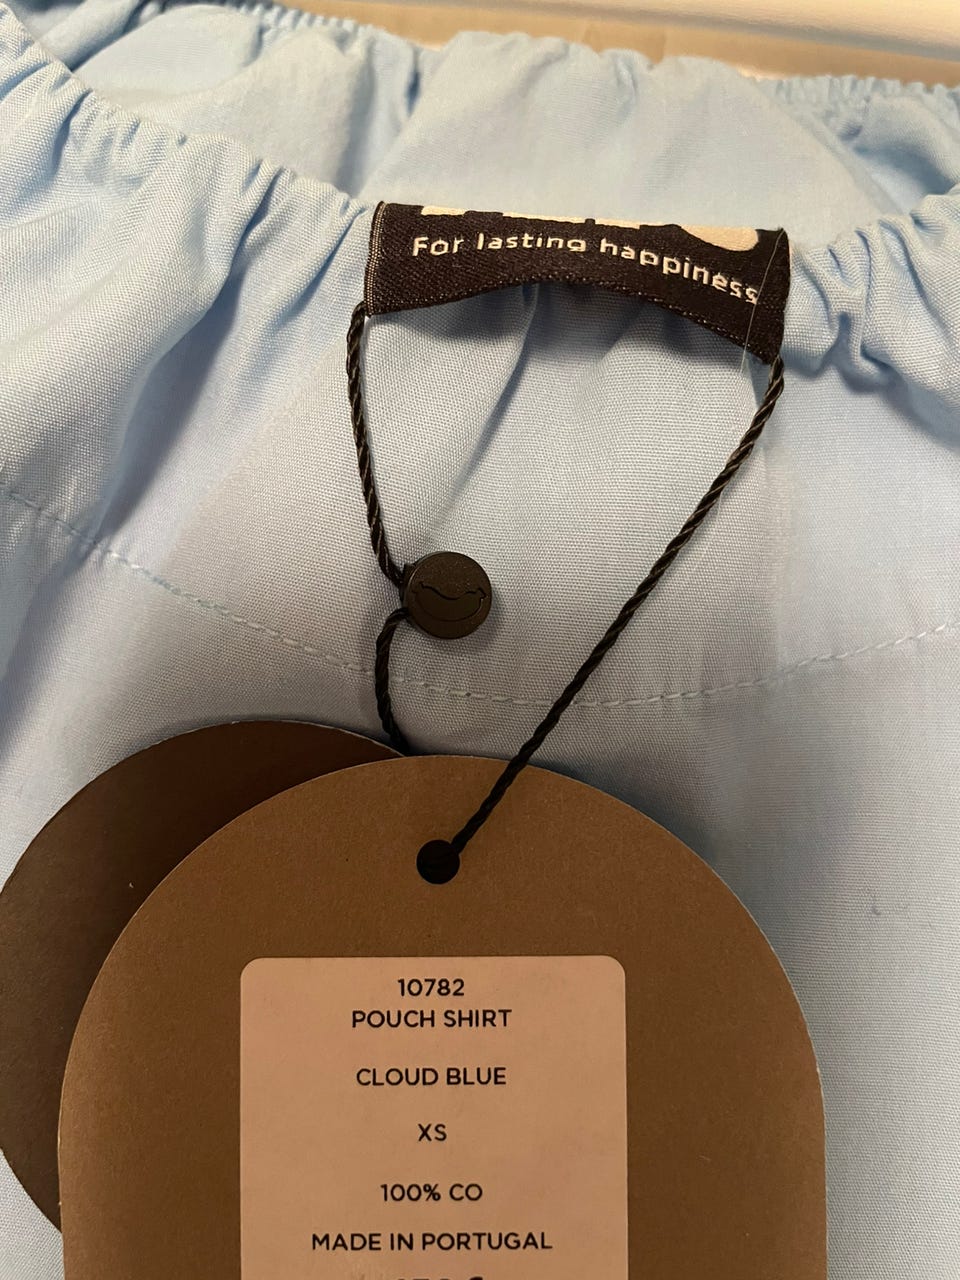 For lasting happiness
10782
POUCH SHIRT
CLOUD BLUE
XS
100% CO
MADE IN PORTUGAL